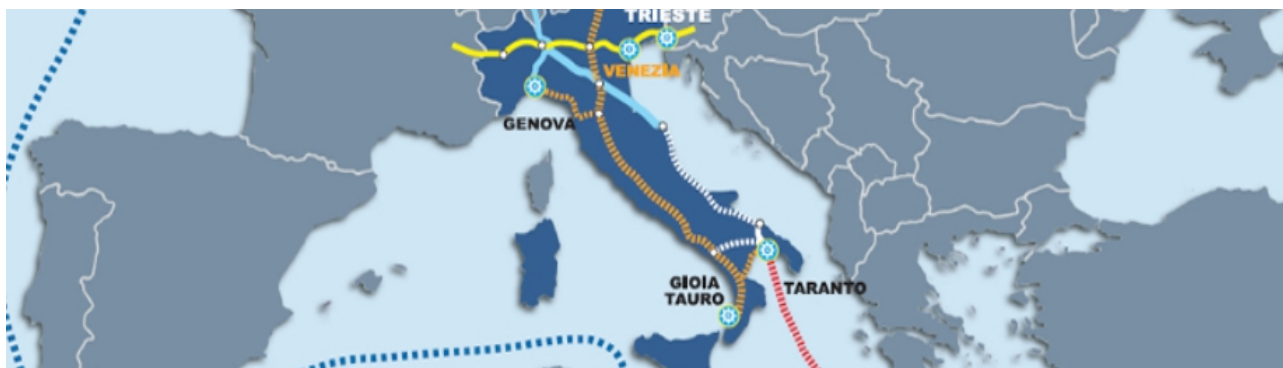 TRIESTE
VENEZIA
GENOVA
GIOIA
TAURO
TARANTO